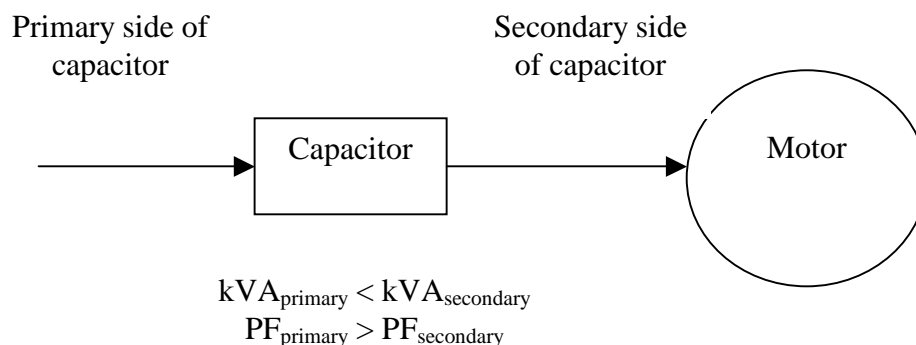 Primary side of
capacitor
Secondary side
of capacitor
Capacitor
Motor
kVAprimary < kVAsecondary
PFprimary > PFsecondary